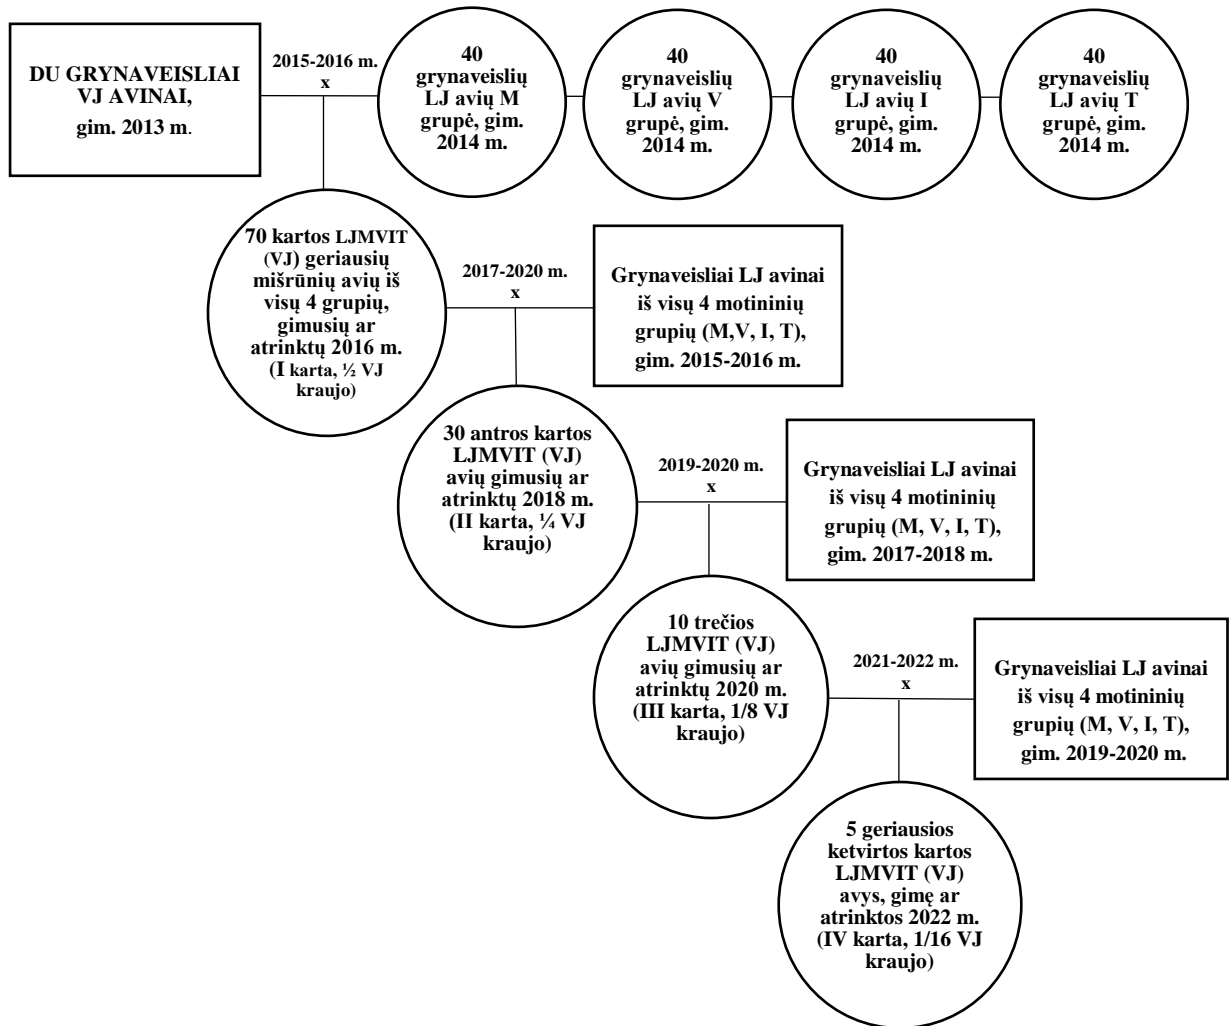 DU GRYNAVEISLIAI
VJ AVINAI,
gim. 2013 m.
2015-2016 m.
x
40
grynaveislių
LJ avių M
grupė, gim.
2014 m.
40
grynaveislių
LJ avių V
grupė, gim.
2014 m.
40
grynaveislių
LJ avių I
grupė, gim.
2014 m.
40
grynaveislių
LJ avių T
grupė, gim.
2014 m.
70 kartos LJMVIT
(VJ) geriausių
mišrūnių avių iš
visų 4 grupių,
gimusių ar
atrinktų 2016 m.
(I karta, ½ VJ
kraujo)
2017-2020 m.
x
Grynaveisliai LJ avinai
iš visų 4 motininių
grupių (M,V, I, T),
gim. 2015-2016 m.
30 antros kartos
LJMVIT (VJ)
avių gimusių ar
atrinktų 2018 m.
(II karta, ¼ VJ
kraujo)
2019-2020 m.
x
Grynaveisliai LJ avinai
iš visų 4 motininių
grupių (M, V, I, T),
gim. 2017-2018 m.
10 trečios
LJMVIT (VJ)
avių gimusių ar
atrinktų 2020 m.
(III karta, 1/8 VJ
kraujo)
2021-2022 m.
x
Grynaveisliai LJ avinai
iš visų 4 motininių
grupių (M, V, I, T),
gim. 2019-2020 m.
5 geriausios
ketvirtos kartos
LJMVIT (VJ)
avys, gimę ar
atrinktos 2022 m.
(IV karta, 1/16 VJ
kraujo)